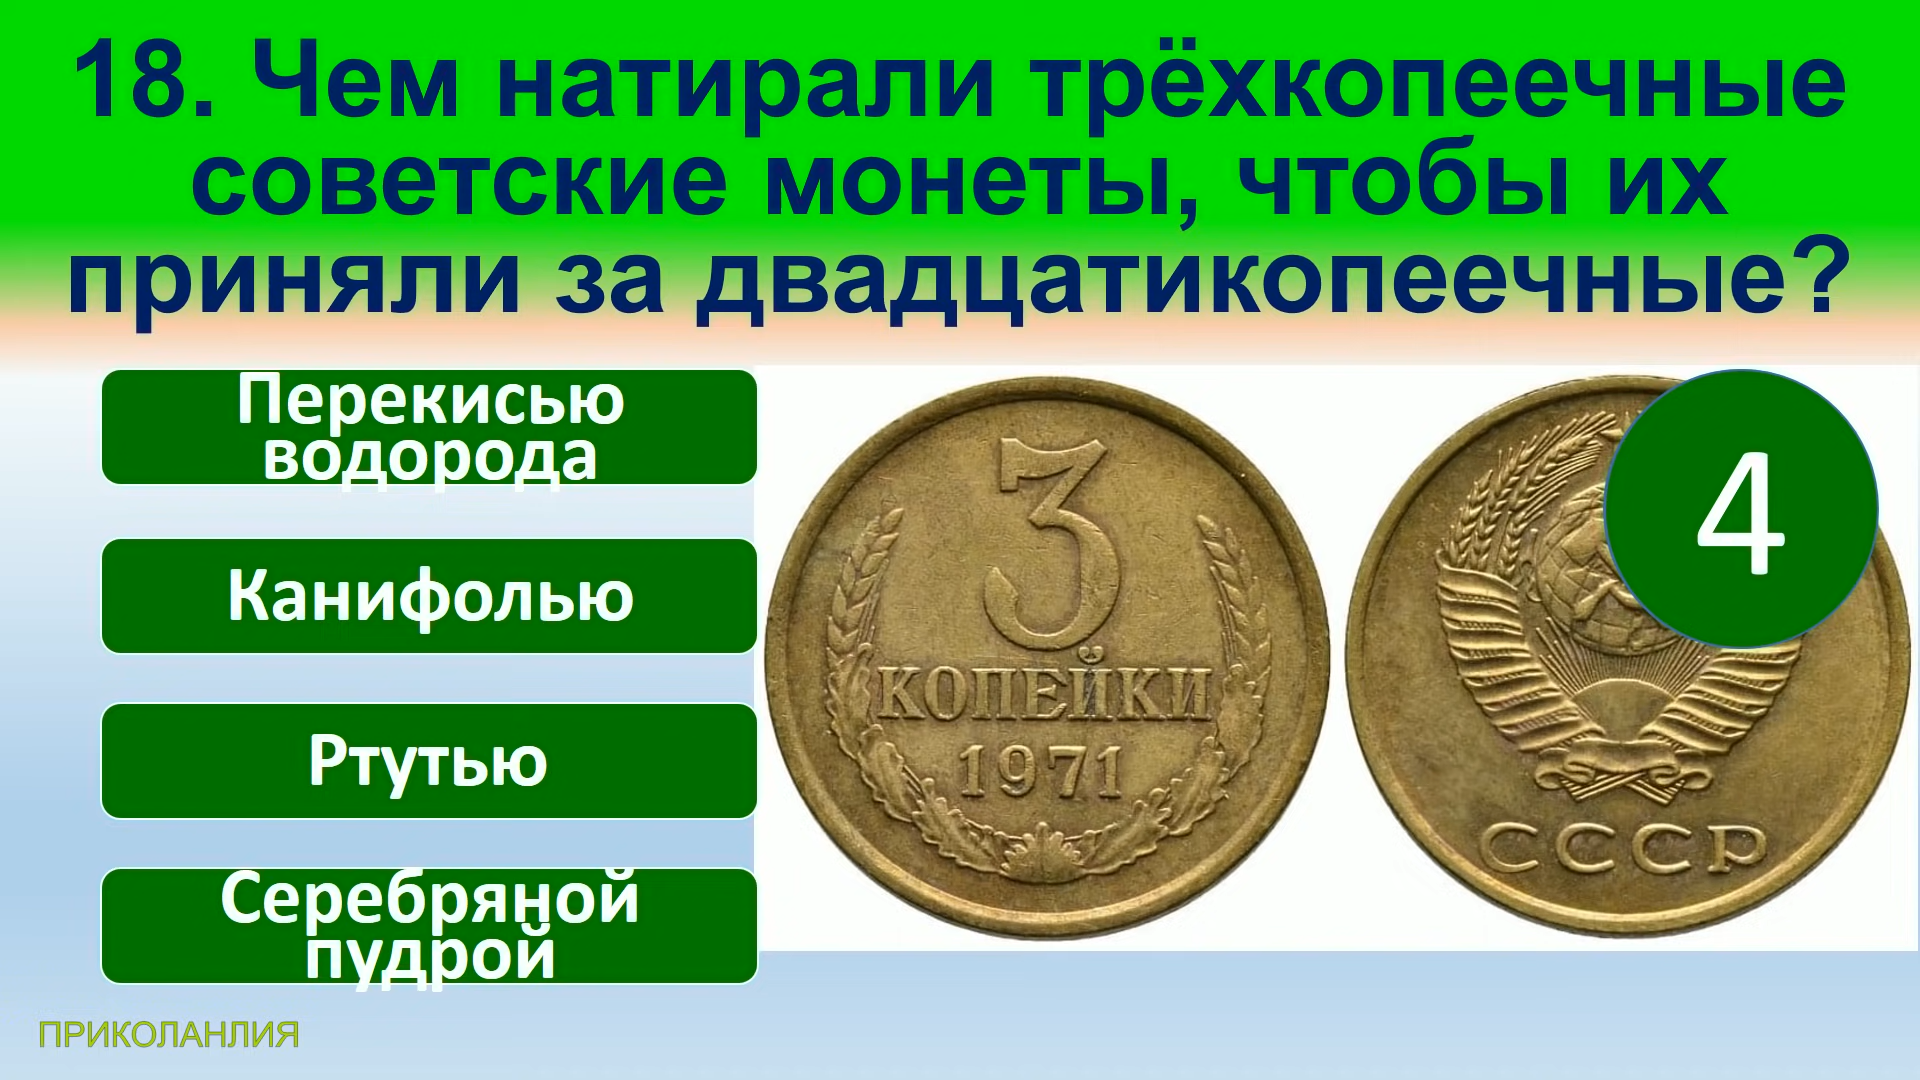 18. Чем натирали трёхкопеечные
советские монеты, чтобы их
приняли за двадцатикопеечные?
Перекисью
водорода
Канифолью
Ртутью
Серебряной
пудрой
3
КОПЕЙКИ
1971
СССР
4
ПРИКОЛАНЛИЯ